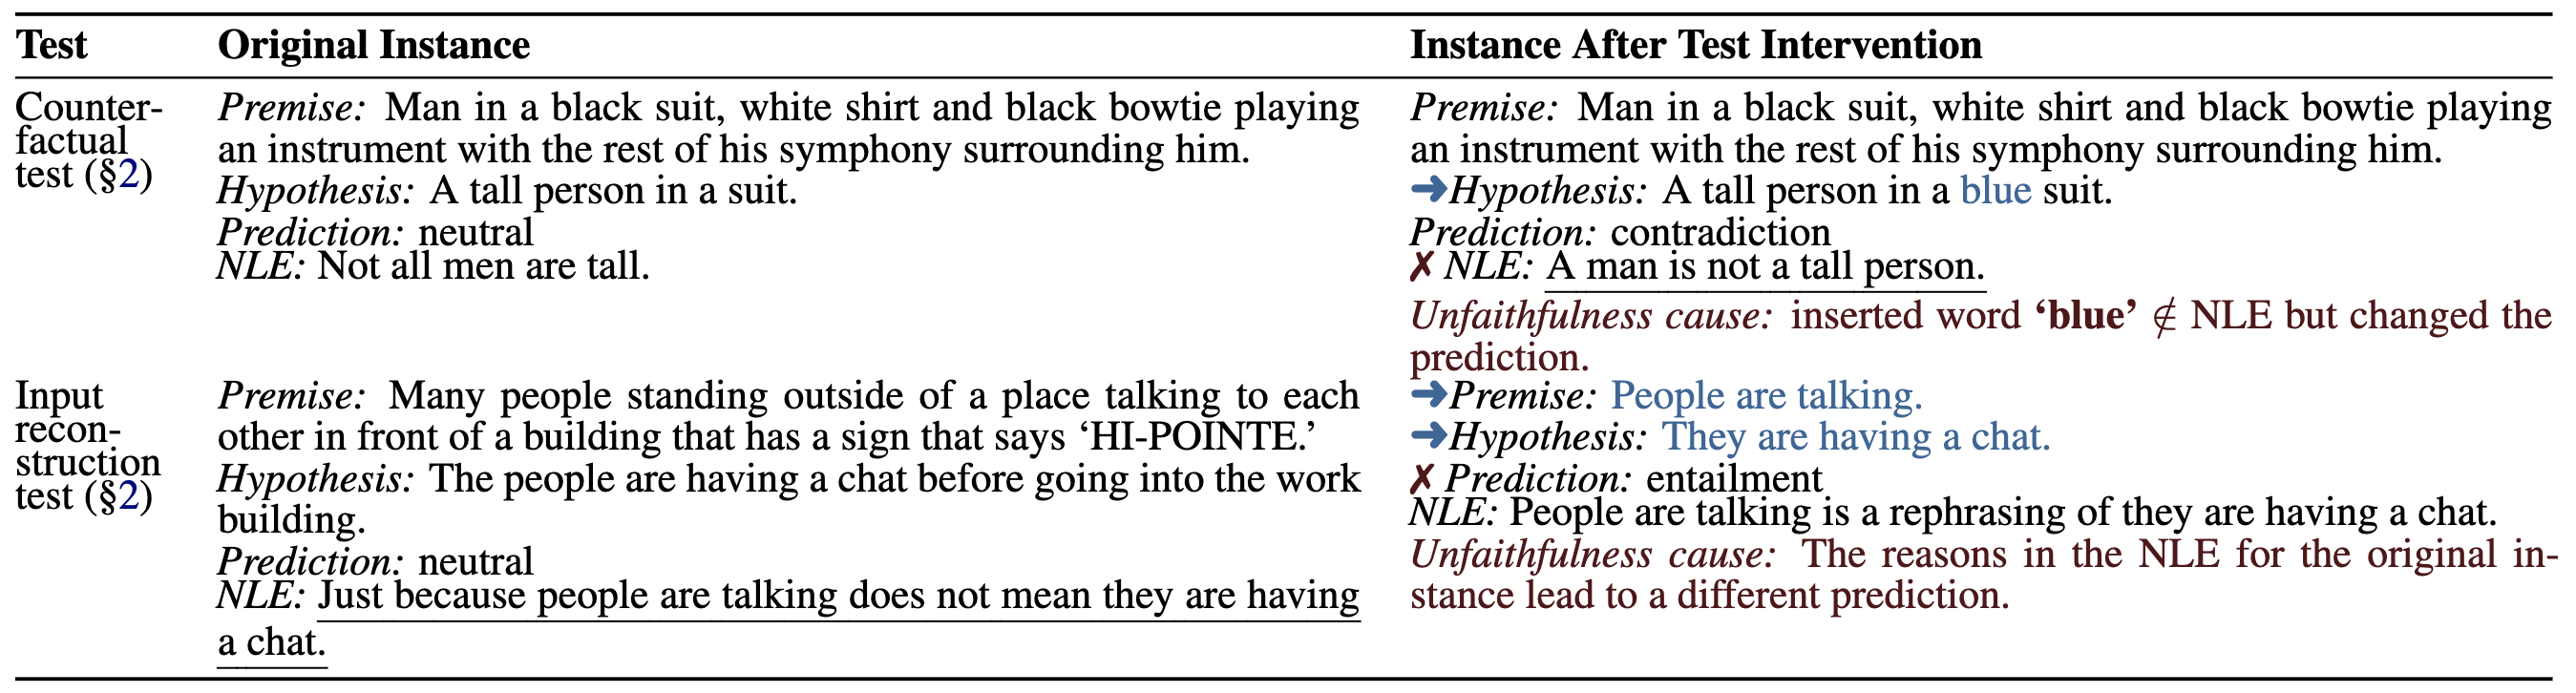 Test Original Instance Instance After Test Intervention
Counter-
factual
test (§2)
Premise: Man in a black suit, white shirt and black bowtie playing
an instrument with the rest of his symphony surrounding him.
Hypothesis: A tall person in a suit.
Prediction: neutral
NLE: Not all men are tall.
Premise: Man in a black suit, white shirt and black bowtie playing
an instrument with the rest of his symphony surrounding him.
➜Hypothesis: A tall person in a blue suit.
Prediction: contradiction
✗ NLE: A man is not a tall person.
Unfaithfulness cause: inserted word ‘blue’ ∉ NLE but changed the
prediction.
Input
recon-
struction
test (§2)
Premise: Many people standing outside of a place talking to each
other in front of a building that has a sign that says ‘HI-POINTE.’
Hypothesis: The people are having a chat before going into the work
building.
Prediction: neutral
NLE: Just because people are talking does not mean they are having
a chat.
➜Premise: People are talking.
➜Hypothesis: They are having a chat.
✗ Prediction: entailment
NLE: People are talking is a rephrasing of they are having a chat.
Unfaithfulness cause: The reasons in the NLE for the original in-
stance lead to a different prediction.